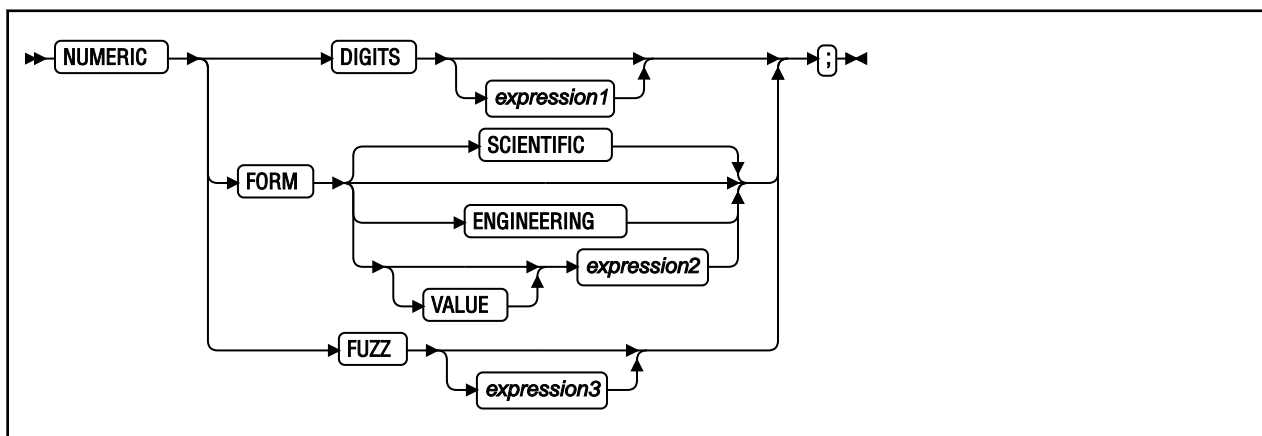 NUMERIC DIGITS ;
expression1
SCIENTIFIC
FORM
ENGINEERING
expression2
VALUE
FUZZ
expression3